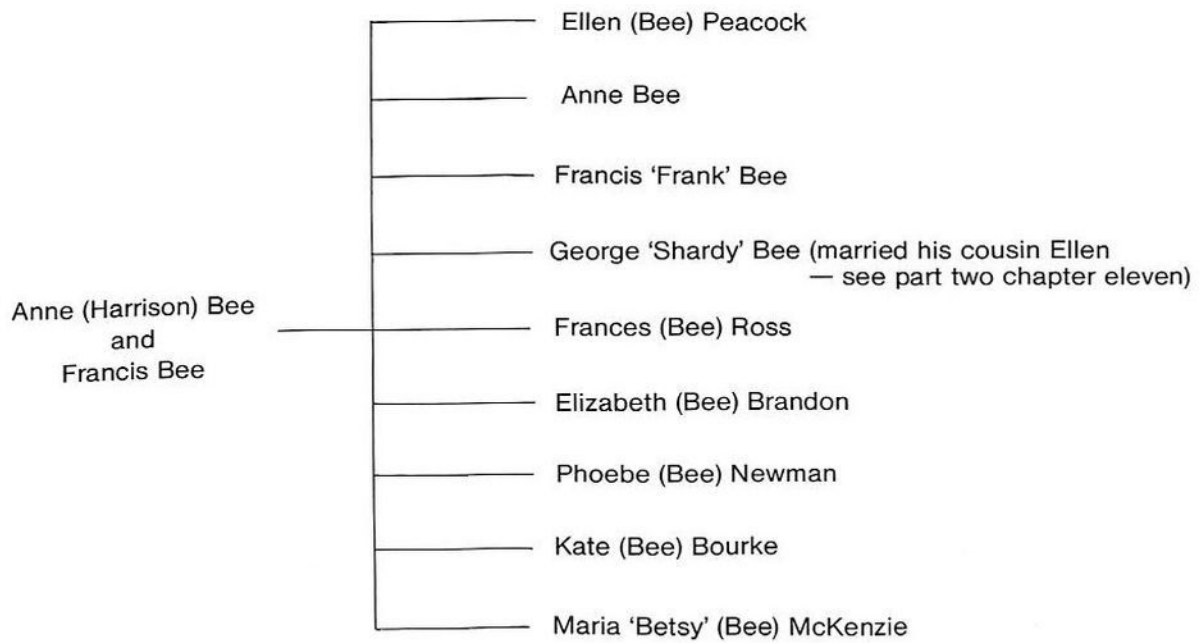 Ellen (Bee) Peacock
Anne Bee
Francis ‘Frank’ Bee
George ‘Shardy’ Bee (married his cousin Ellen
— see part two chapter eleven)
Anne (Harrison) Bee
and
Francis Bee
Frances (Bee) Ross
Elizabeth (Bee) Brandon
Phoebe (Bee) Newman
Kate (Bee) Bourke
Maria ‘Betsy’ (Bee) McKenzie